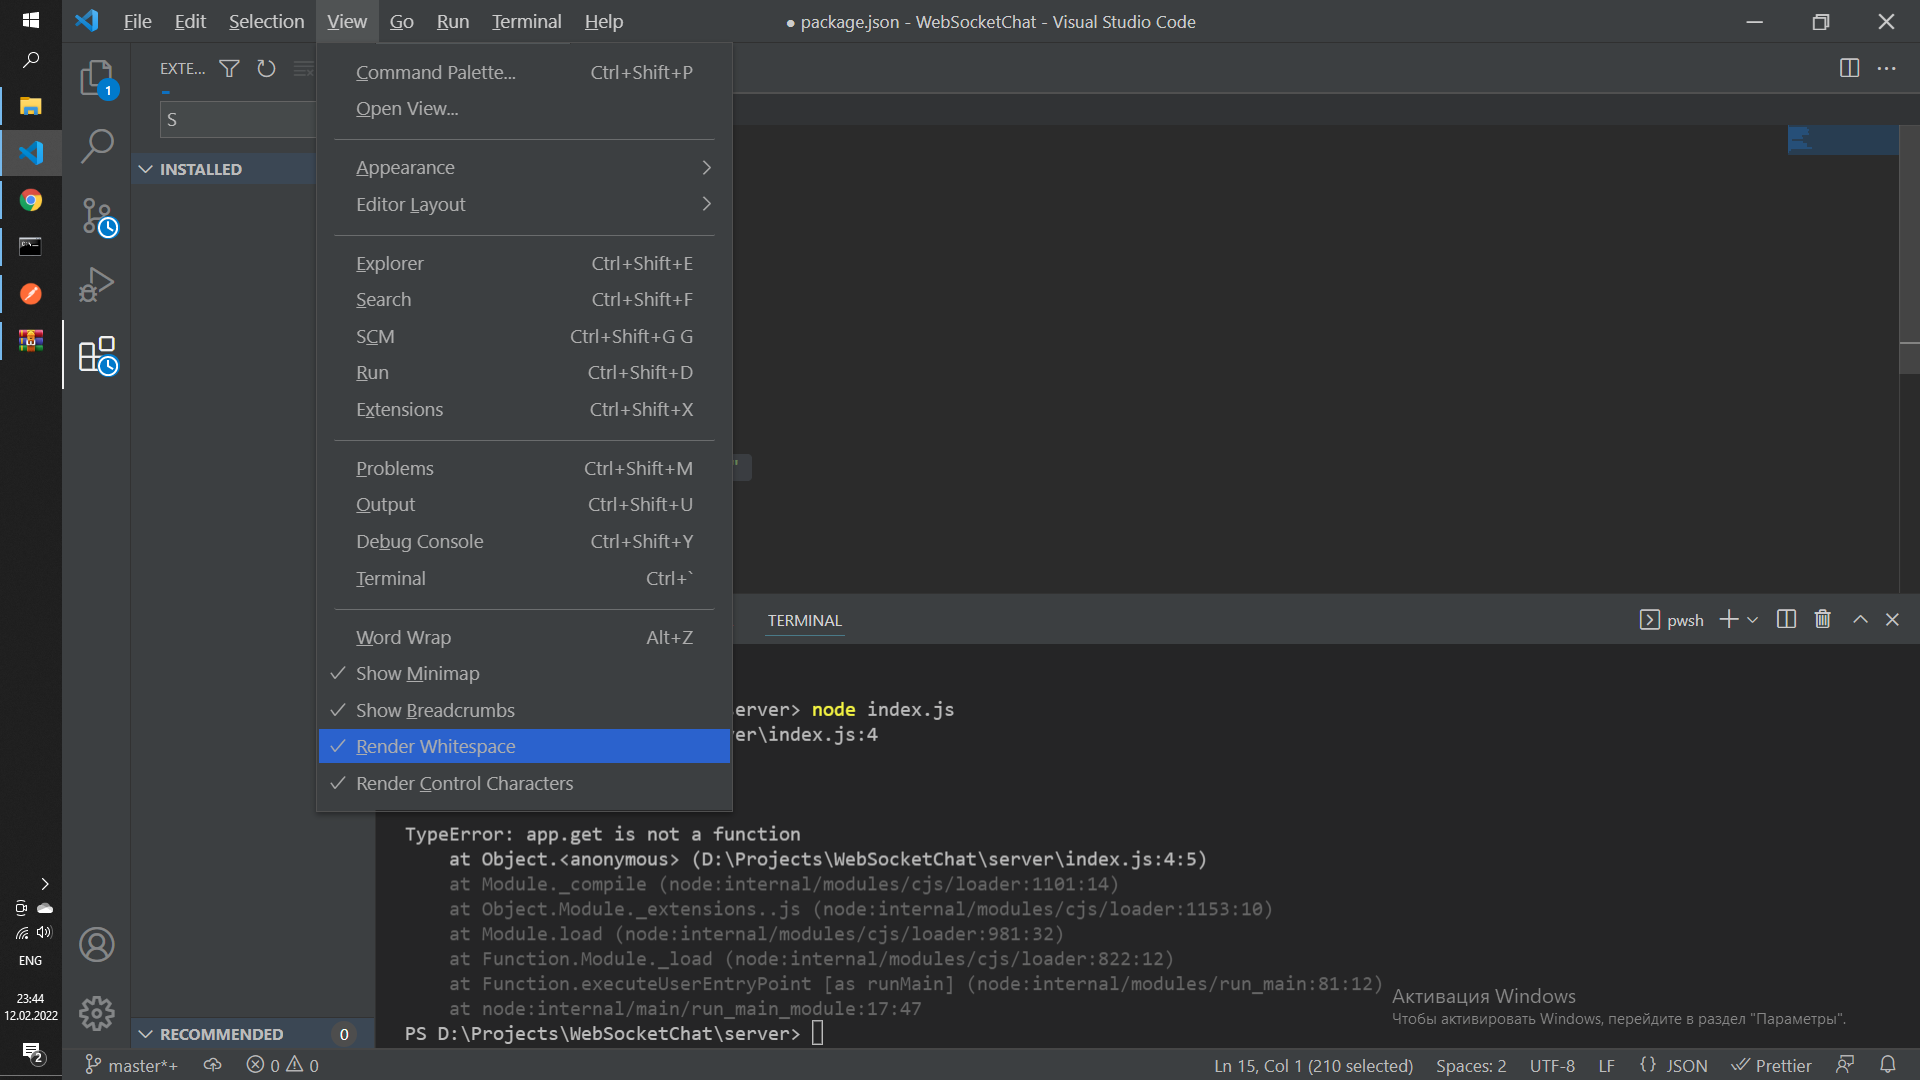 File Edit Selection View Go Run Terminal Help
● package.json - WebSocketChat - Visual Studio Code
EXTE...
1
S
INSTALLED
Command Palette... Ctrl+Shift+P
Open View...
Appearance
Editor Layout
Explorer Ctrl+Shift+E
Search Ctrl+Shift+F
SCM Ctrl+Shift+G G
Run Ctrl+Shift+D
Extensions Ctrl+Shift+X
Problems Ctrl+Shift+M
Output Ctrl+Shift+U
Debug Console Ctrl+Shift+Y
Terminal Ctrl+`
Word Wrap Alt+Z
Show Minimap
Show Breadcrumbs
Render Whitespace
Render Control Characters
"
TERMINAL
pwsh
erver> node index.js
er\index.js:4
TypeError: app.get is not a function
at Object.<anonymous> (D:\Projects\WebSocketChat\server\index.js:4:5)
at Module._compile (node:internal/modules/cjs/loader:1101:14)
at Object.Module._extensions..js (node:internal/modules/cjs/loader:1153:10)
at Module.load (node:internal/modules/cjs/loader:981:32)
at Function.Module._load (node:internal/modules/cjs/loader:822:12)
at Function.executeUserEntryPoint [as runMain] (node:internal/modules/run_main:81:12)
at node:internal/main/run_main_module:17:47
PS D:\Projects\WebSocketChat\server>
Активация Windows
Чтобы активировать Windows, перейдите в раздел "Параметры".
RECOMMENDED 0
ENG
23:44
12.02.2022
2
master*+ 0 0
Ln 15, Col 1 (210 selected) Spaces: 2 UTF-8 LF {} JSON Prettier